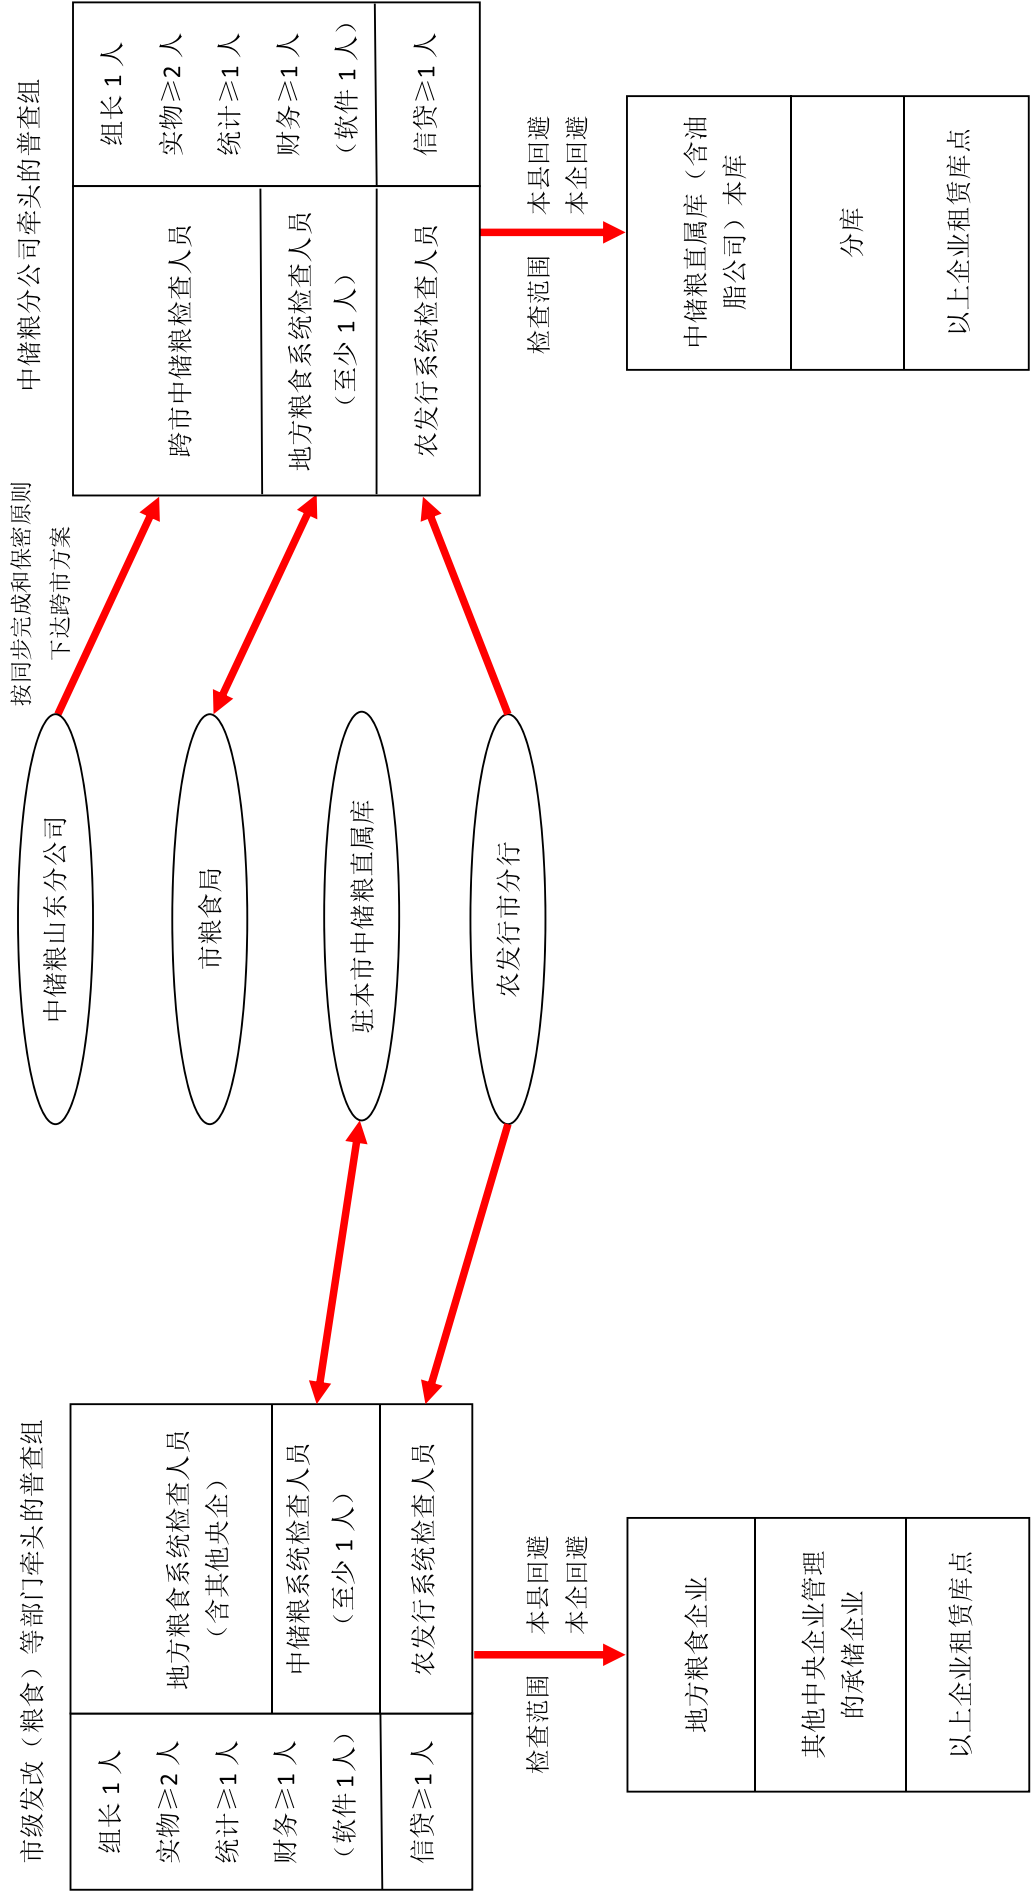 市级发改（粮食）等部门牵头的普查组
组长 1 人
实物≥2 人
统计≥1 人
财务≥1 人
（软件 1 人）
信贷≥1 人
地方粮食系统检查人员
（含其他央企）
中储粮系统检查人员
（至少 1 人）
农发行系统检查人员
检查范围
本县回避
本企回避
地方粮食企业
其他中央企业管理
的承储企业
以上企业租赁库点
中储粮山东分公司
市粮食局
驻本市中储粮直属库
农发行市分行
按同步完成和保密原则
下达跨市方案
中储粮分公司牵头的普查组
跨市中储粮检查人员
地方粮食系统检查人员
（至少 1 人）
农发行系统检查人员
组长 1 人
实物≥2 人
统计≥1 人
财务≥1 人
（软件 1 人）
信贷≥1 人
检查范围
本县回避
本企回避
中储粮直属库（含油
脂公司）本库
分库
以上企业租赁库点